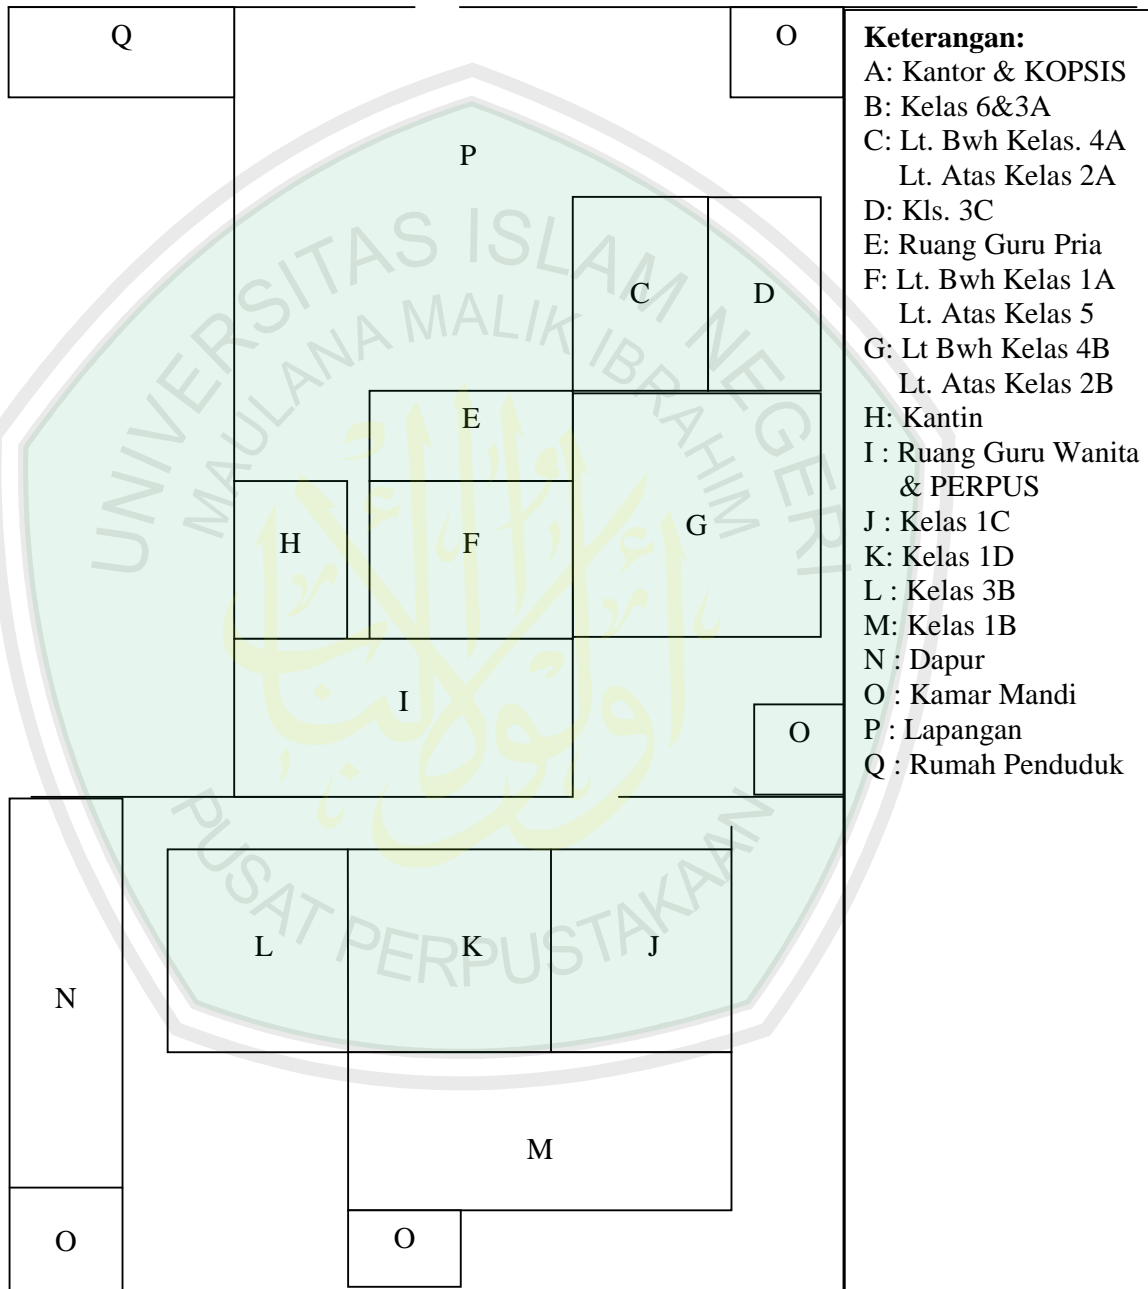 Q
O
P
C
D
E
H
F
G
I
O
L
K
J
N
M
O
O
Keterangan:
A: Kantor & KOPSIS
B: Kelas 6&3A
C: Lt. Bwh Kelas. 4A
Lt. Atas Kelas 2A
D: Kls. 3C
E: Ruang Guru Pria
F: Lt. Bwh Kelas 1A
Lt. Atas Kelas 5
G: Lt Bwh Kelas 4B
Lt. Atas Kelas 2B
H: Kantin
I : Ruang Guru Wanita
& PERPUS
J : Kelas 1C
K: Kelas 1D
L : Kelas 3B
M: Kelas 1B
N : Dapur
O : Kamar Mandi
P : Lapangan
Q : Rumah Penduduk
UNIVERSITAS ISLAM NEGERI
MAULANA MALIK IBRAHIM
PUSAT PERPUSTAKAAN